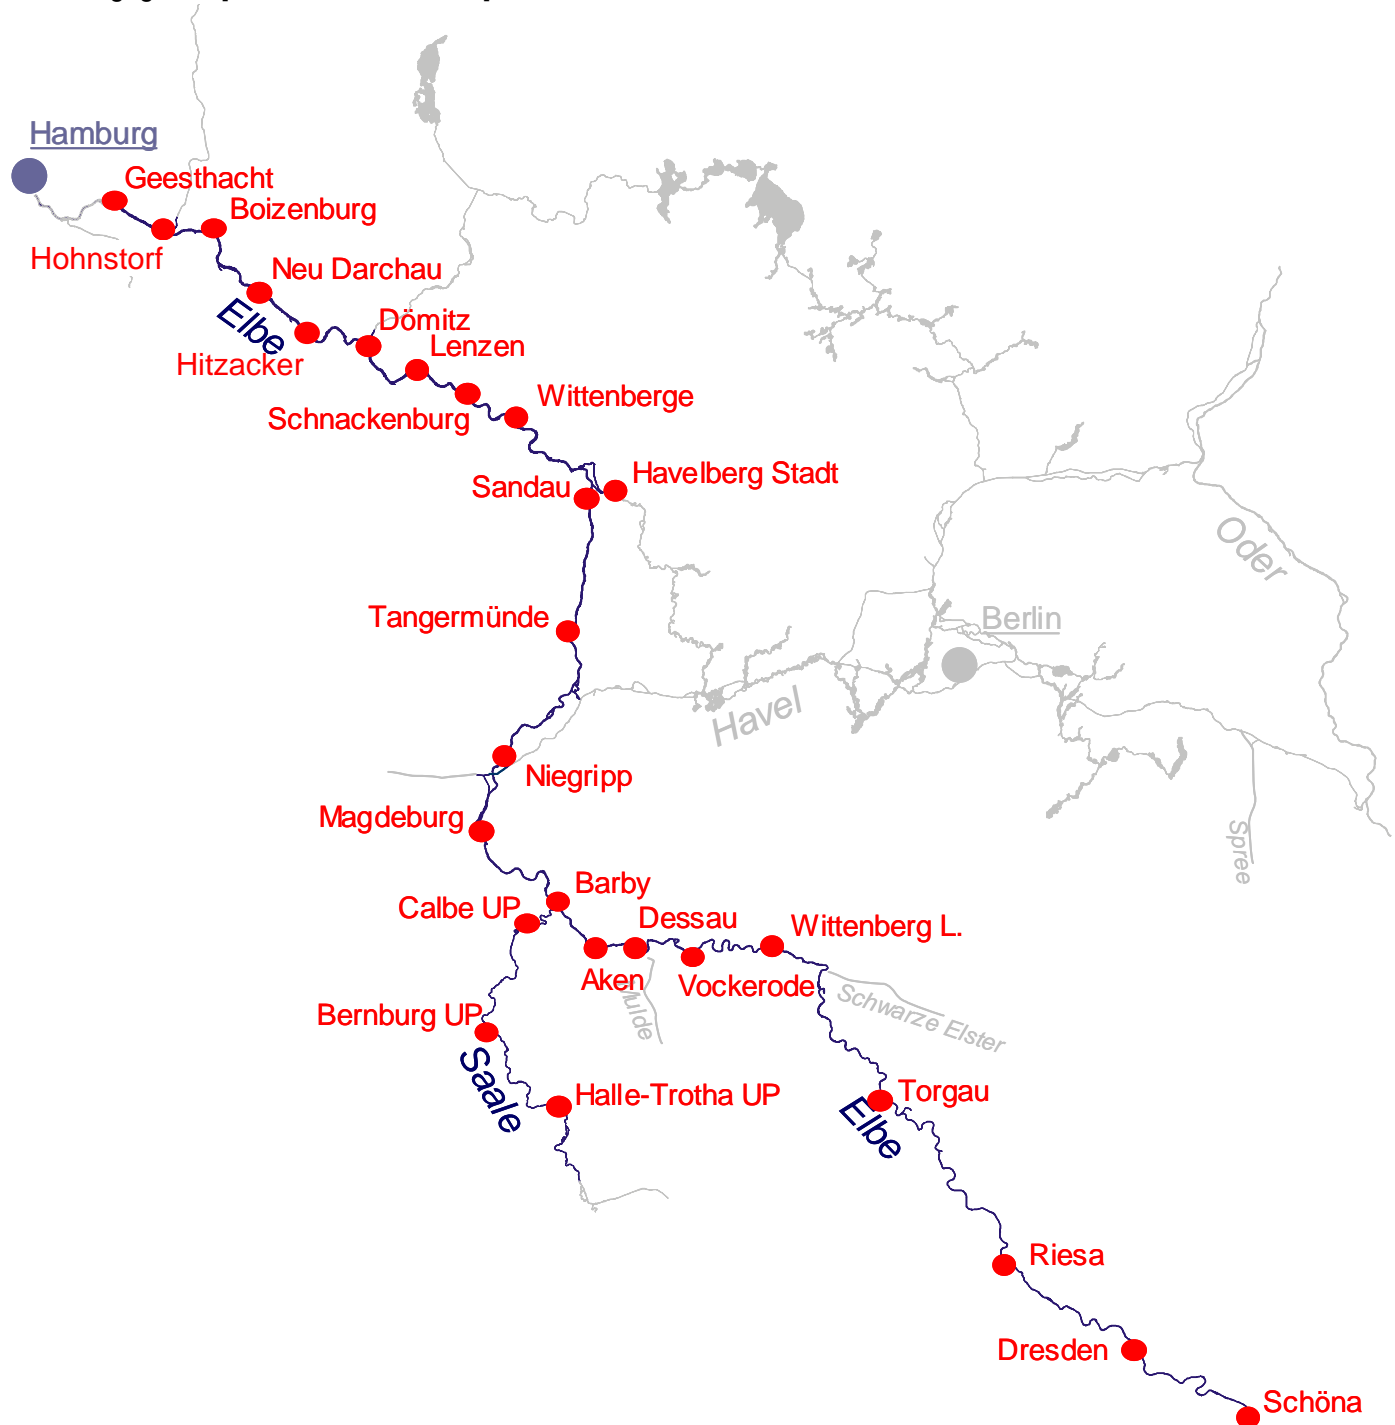 Hamburg
Geesthacht
Boizenburg
Hohnstorf
Neu Darchau
Elbe
Dömitz
Hitzacker
Lenzen
Wittenberge
Schnackenburg
Havelberg Stadt
Sandau
Oder
Tangermünde
Berlin
Havel
Niegripp
Magdeburg
Spree
Barby
Calbe UP
Dessau
Wittenberg L.
Aken
Vockerode
Schwarze Elster
Bernburg UP
Saale
Halle-Trotha UP
Torgau
Elbe
Riesa
Dresden
Schöna